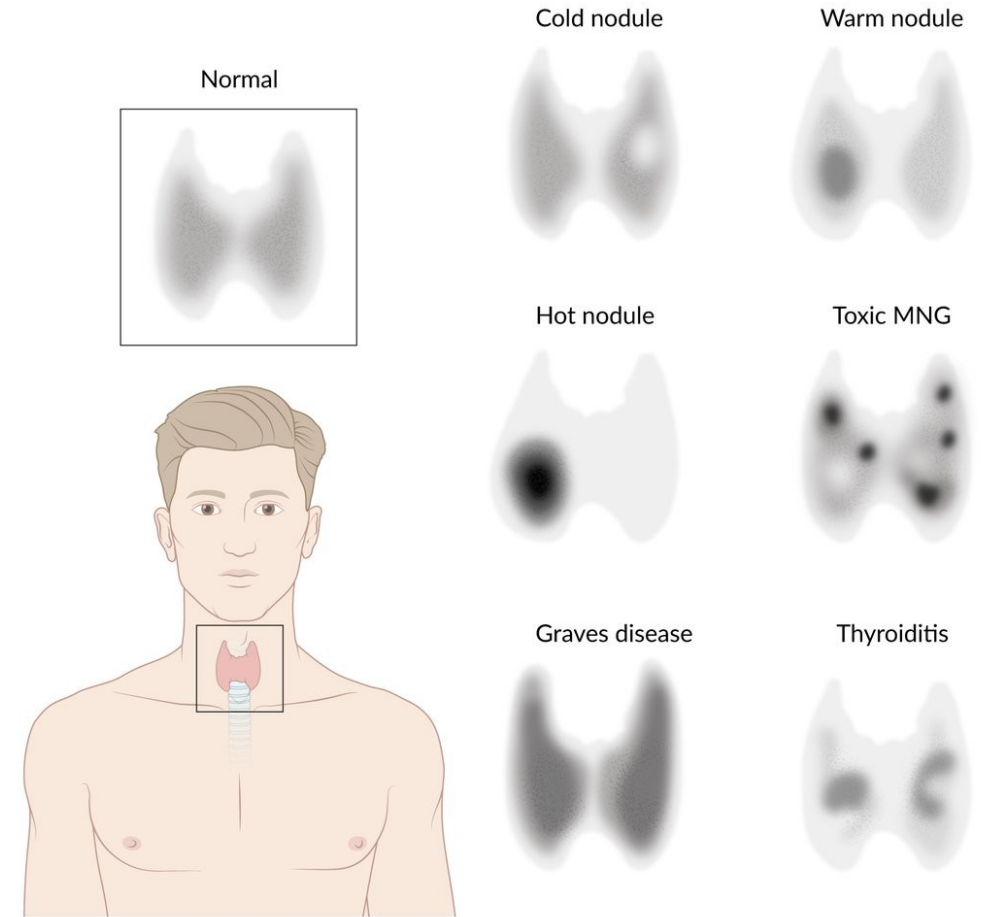 Normal
Cold nodule
Warm nodule
Hot nodule
Toxic MNG
Graves disease
Thyroiditis